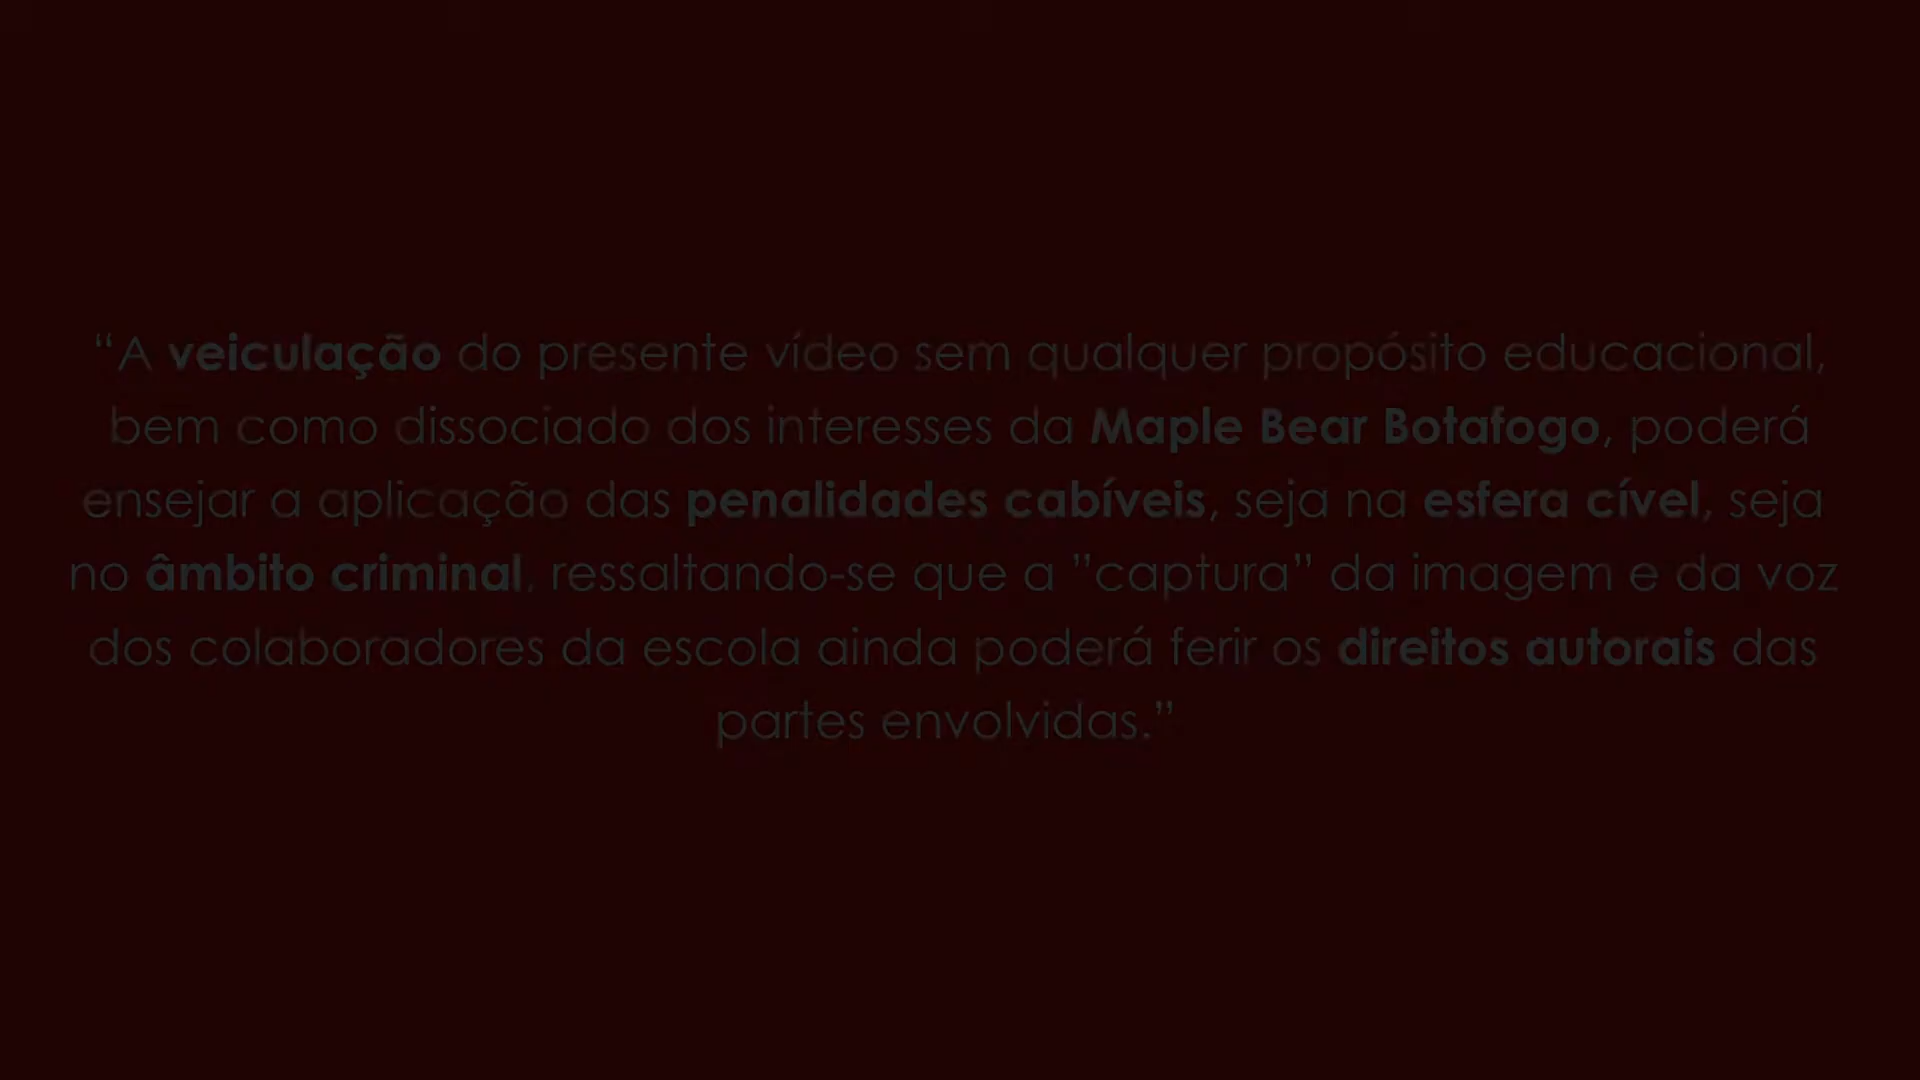 “A veiculação do presente vídeo sem qualquer propósito educacional,
bem como dissociado dos interesses da Maple Bear Botafogo, poderá
ensejar a aplicação das penalidades cabíveis, seja na esfera cível, seja
no âmbito criminal, ressaltando-se que a ”captura” da imagem e da voz
dos colaboradores da escola ainda poderá ferir os direitos autorais das
partes envolvidas.”